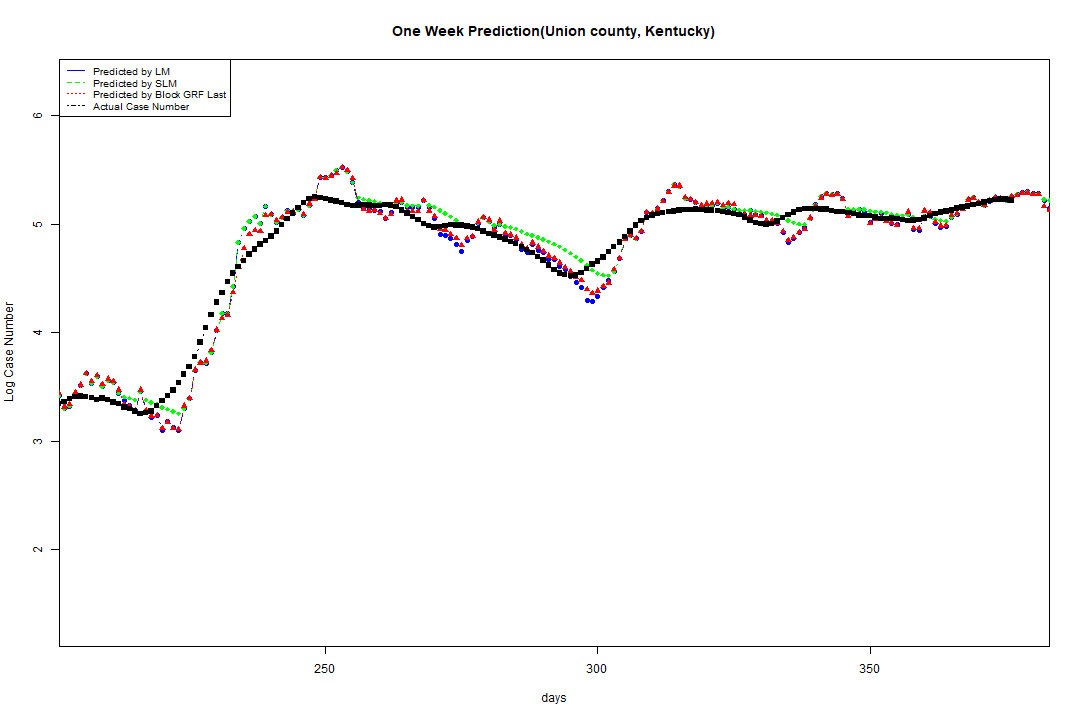 One Week Prediction(Union county, Kentucky)
Predicted by LM
Predicted by SLM
Predicted by Block GRF Last
Actual Case Number
6
5
4
3
2
Log Case Number
250 300 350
days